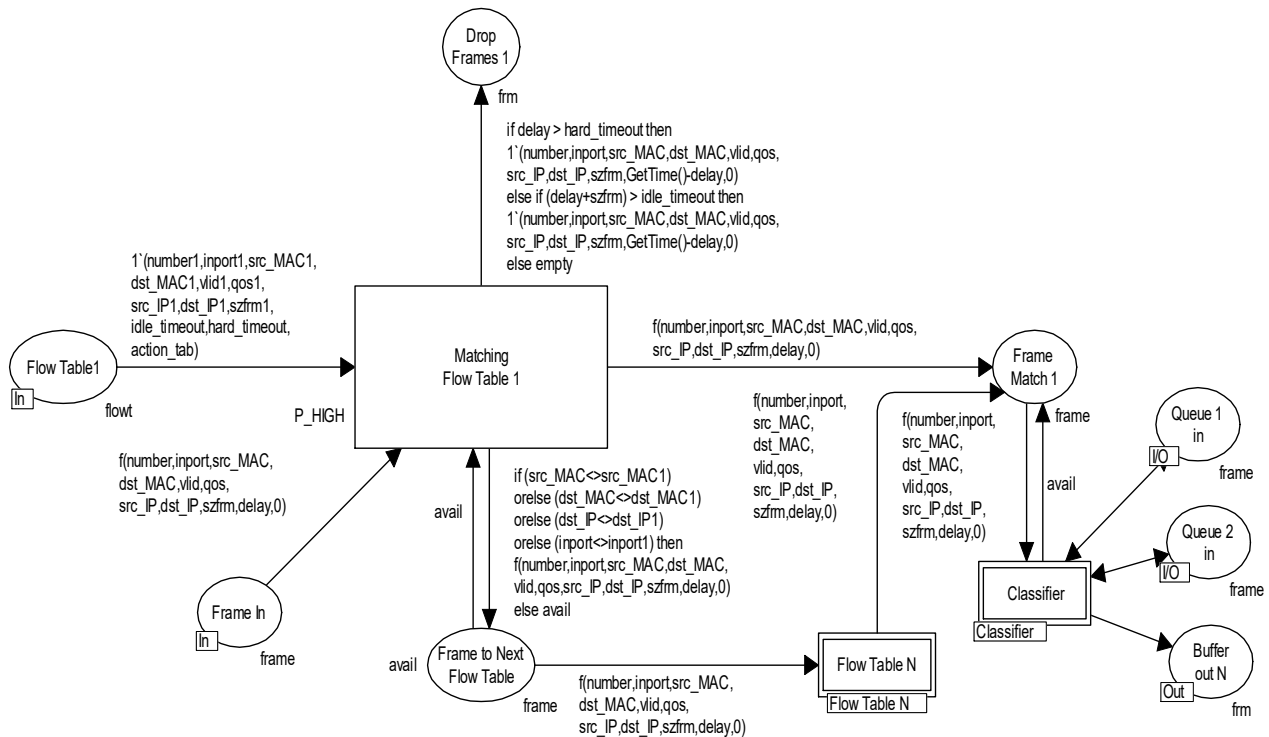 Drop
Frames 1
frm
if delay > hard_timeout then
1`(number,inport,src_MAC,dst_MAC,vlid,qos,
src_IP,dst_IP,szfrm,GetTime()-delay,0)
else if (delay+szfrm) > idle_timeout then
1`(number,inport,src_MAC,dst_MAC,vlid,qos,
src_IP,dst_IP,szfrm,GetTime()-delay,0)
else empty
1`(number1,inport1,src_MAC1,
dst_MAC1,vlid1,qos1,
src_IP1,dst_IP1,szfrm1,
idle_timeout,hard_timeout,
action_tab)
Flow Table1
In
flowt
Matching
Flow Table 1
P_HIGH
f(number,inport,src_MAC,dst_MAC,vlid,qos,
src_IP,dst_IP,szfrm,delay,0)
Frame
Match 1
frame
f(number,inport,src_MAC,
dst_MAC,vlid,qos,
src_IP,dst_IP,szfrm,delay,0)
Frame In
In
frame
avail
if (src_MAC<>src_MAC1)
orelse (dst_MAC<>dst_MAC1)
orelse (dst_IP<>dst_IP1)
orelse (inport<>inport1) then
f(number,inport,src_MAC,dst_MAC,
vlid,qos,src_IP,dst_IP,szfrm,delay,0)
else avail
avail
Frame to Next
Flow Table
frame
f(number,inport,src_MAC,
dst_MAC,vlid,qos,
src_IP,dst_IP,szfrm,delay,0)
Flow Table N
Flow Table N
f(number,inport,
src_MAC,
dst_MAC,
vlid,qos,
src_IP,dst_IP,
szfrm,delay,0)
f(number,inport,
src_MAC,
dst_MAC,
vlid,qos,
src_IP,dst_IP,
szfrm,delay,0)
avail
Classifier
Classifier
Queue 1
in
I/O
frame
Queue 2
in
I/O
frame
Buffer
out N
Out
frm